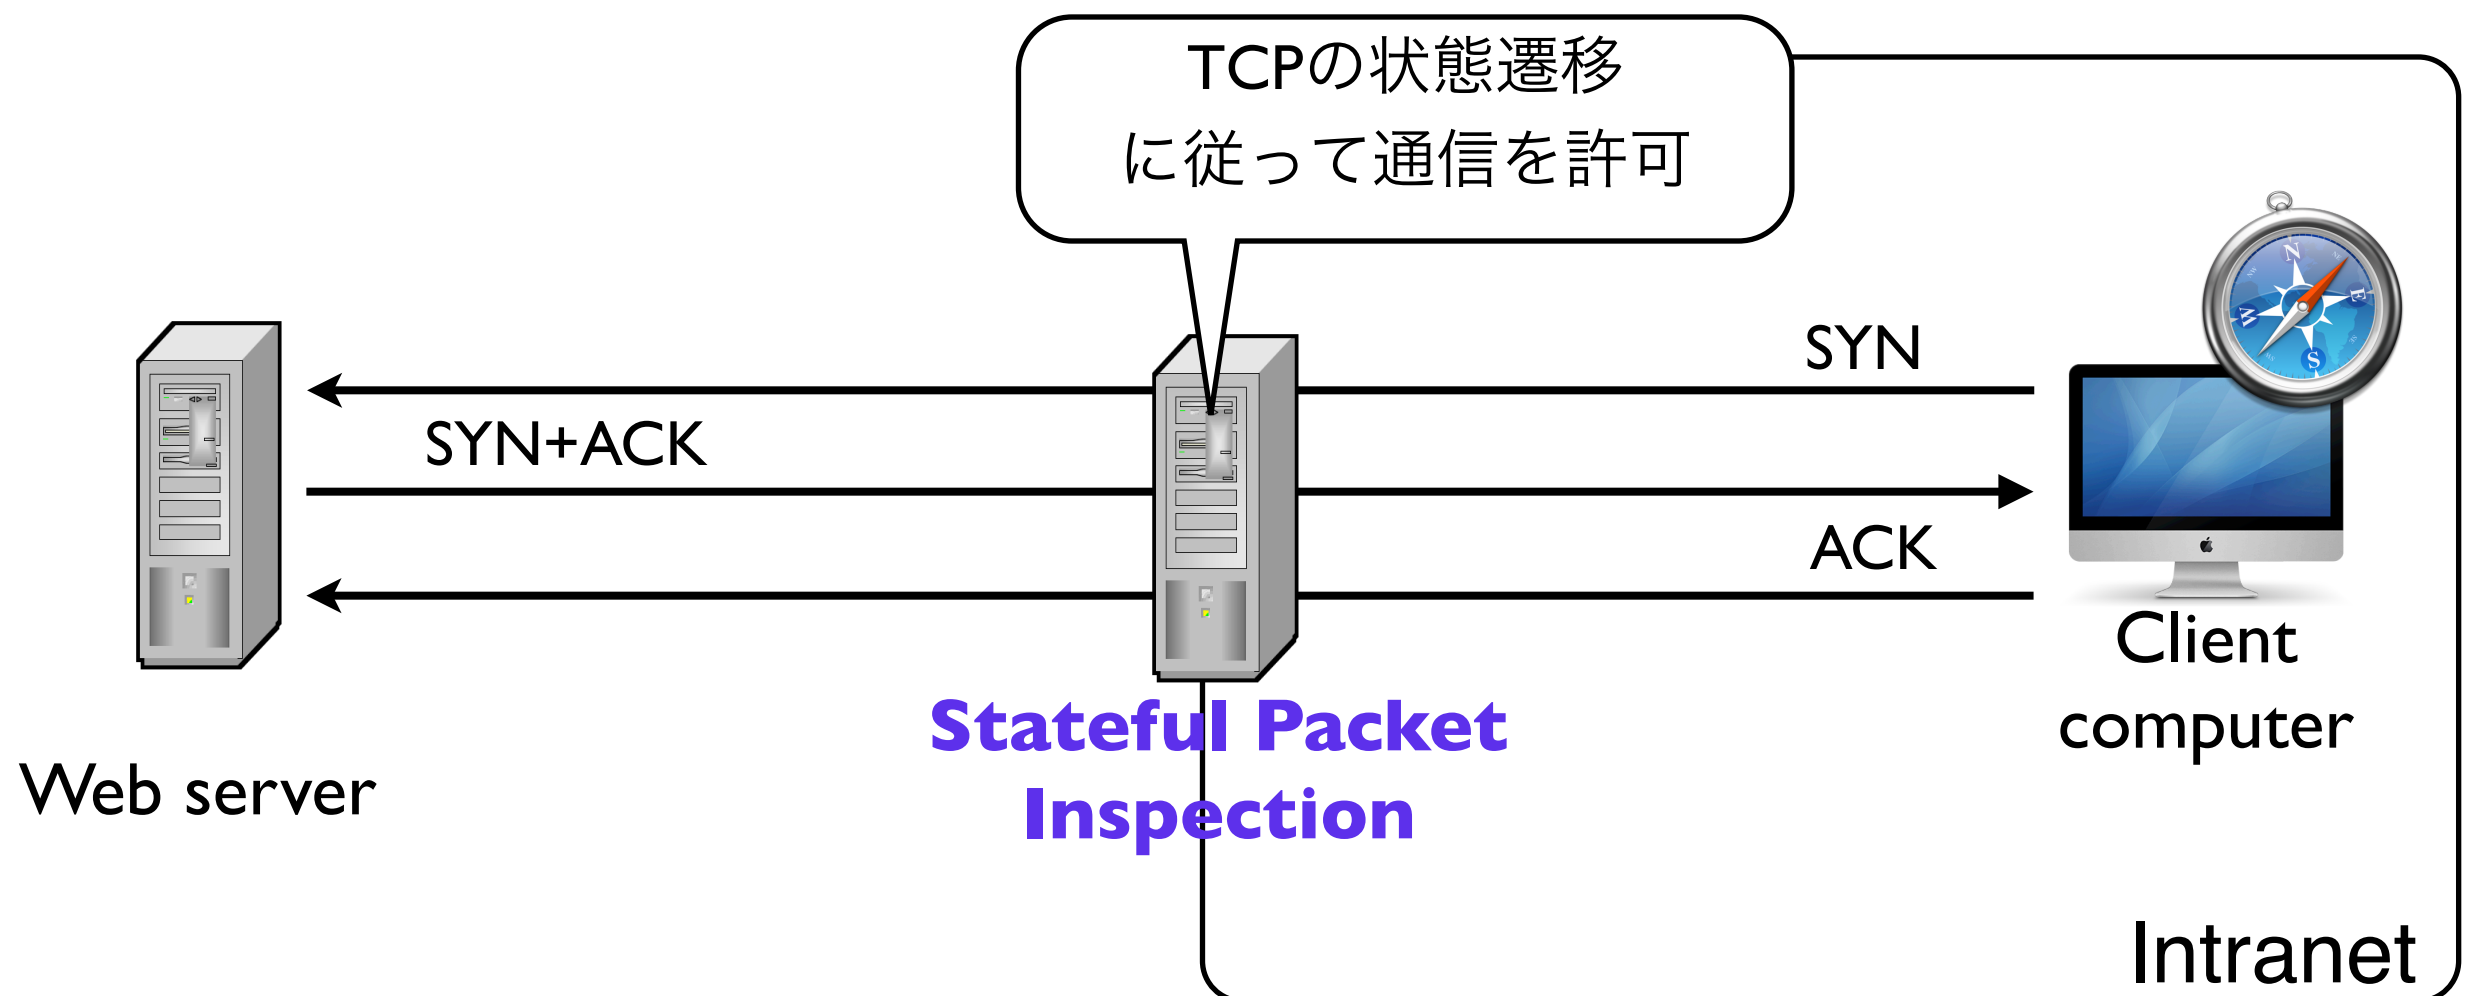 TCPの状態遷移
に従って通信を許可
SYN
SYN+ACK
ACK
Client
computer
Stateful Packet
Inspection
Web server
Intranet